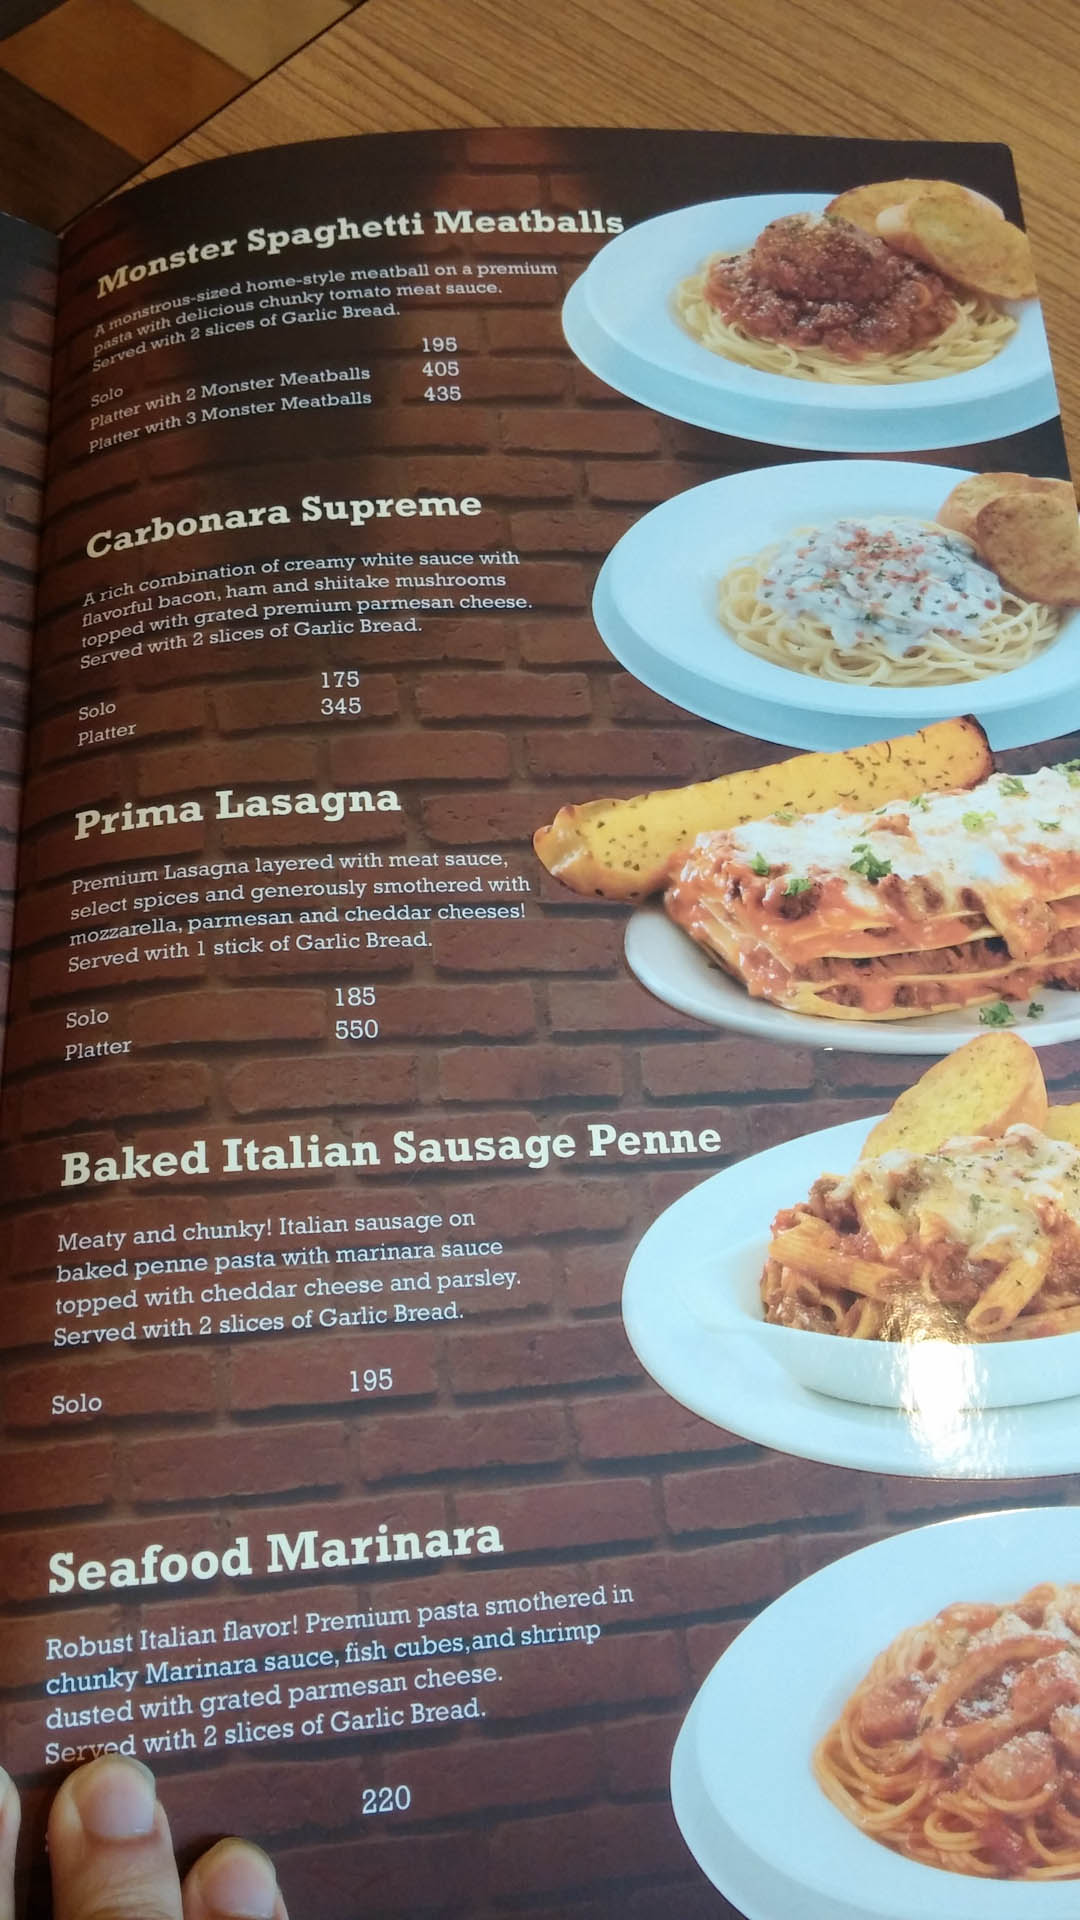 Monster Spaghetti Meatballs
A monstrous-sized home-style meatball on a premium
pasta with delicious chunky tomato meat sauce.
Served with 2 slices of Garlic Bread.
Solo 195
Platter with 2 Monster Meatballs 405
Platter with 3 Monster Meatballs 435
Carbonara Supreme
A rich combination of creamy white sauce with
flavorful bacon, ham and shiitake mushrooms
topped with grated premium parmesan cheese.
Served with 2 slices of Garlic Bread.
Solo 175
Platter 345
Prima Lasagna
Premium Lasagna layered with meat sauce,
select spices and generously smothered with
mozzarella, parmesan and cheddar cheeses!
Served with 1 stick of Garlic Bread.
Solo 185
Platter 550
Baked Italian Sausage Penne
Meaty and chunky! Italian sausage on
baked penne pasta with marinara sauce
topped with cheddar cheese and parsley.
Served with 2 slices of Garlic Bread.
Solo 195
Seafood Marinara
Robust Italian flavor! Premium pasta smothered in
chunky Marinara sauce, fish cubes,and shrimp
dusted with grated parmesan cheese.
Served with 2 slices of Garlic Bread.
220